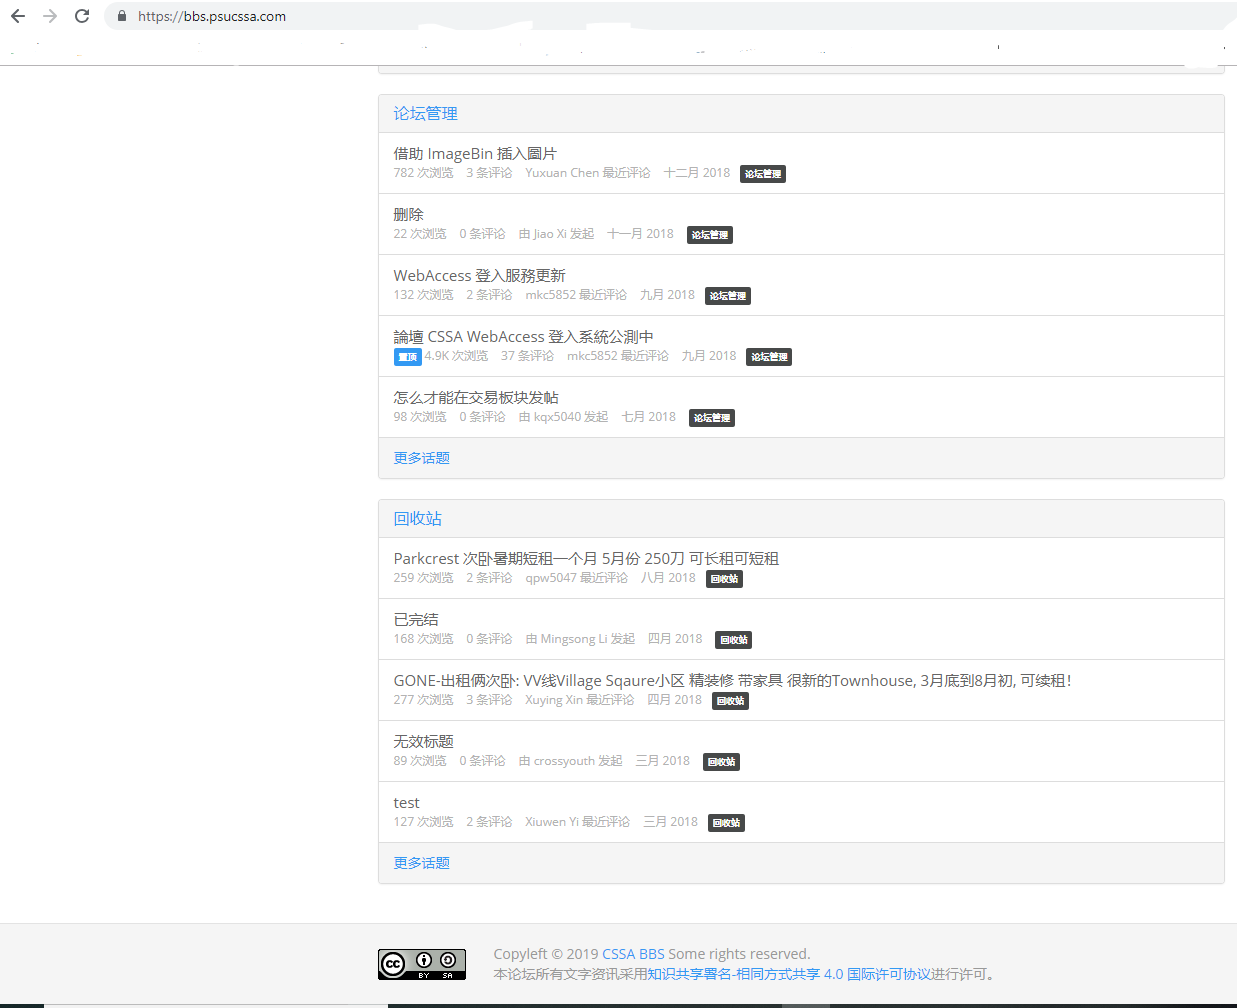 https://bbs.psucssa.com
论坛管理
借助 ImageBin 插入圖片
782 次浏览 3 条评论 Yuxuan Chen 最近评论 十二月 2018 论坛管理
删除
22 次浏览 0 条评论 由 Jiao Xi 发起 十一月 2018 论坛管理
WebAccess 登入服務更新
132 次浏览 2 条评论 mkc5852 最近评论 九月 2018 论坛管理
論壇 CSSA WebAccess 登入系統公測中
置顶 4.9K 次浏览 37 条评论 mkc5852 最近评论 九月 2018 论坛管理
怎么才能在交易板块发帖
98 次浏览 0 条评论 由 kqx5040 发起 七月 2018 论坛管理
更多话题
回收站
Parkcrest 次卧暑期短租一个月 5月份 250刀 可长租可短租
259 次浏览 2 条评论 qpw5047 最近评论 八月 2018 回收站
已完结
168 次浏览 0 条评论 由 Mingsong Li 发起 四月 2018 回收站
GONE-出租俩次卧: VV线Village Sqaure小区 精装修 带家具 很新的Townhouse, 3月底到8月初, 可续租!
277 次浏览 3 条评论 Xuying Xin 最近评论 四月 2018 回收站
无效标题
89 次浏览 0 条评论 由 crossyouth 发起 三月 2018 回收站
test
127 次浏览 2 条评论 Xiuwen Yi 最近评论 三月 2018 回收站
更多话题
cc BY SA
Copyleft © 2019 CSSA BBS Some rights reserved.
本论坛所有文字资讯采用知识共享署名-相同方式共享 4.0 国际许可协议进行许可。